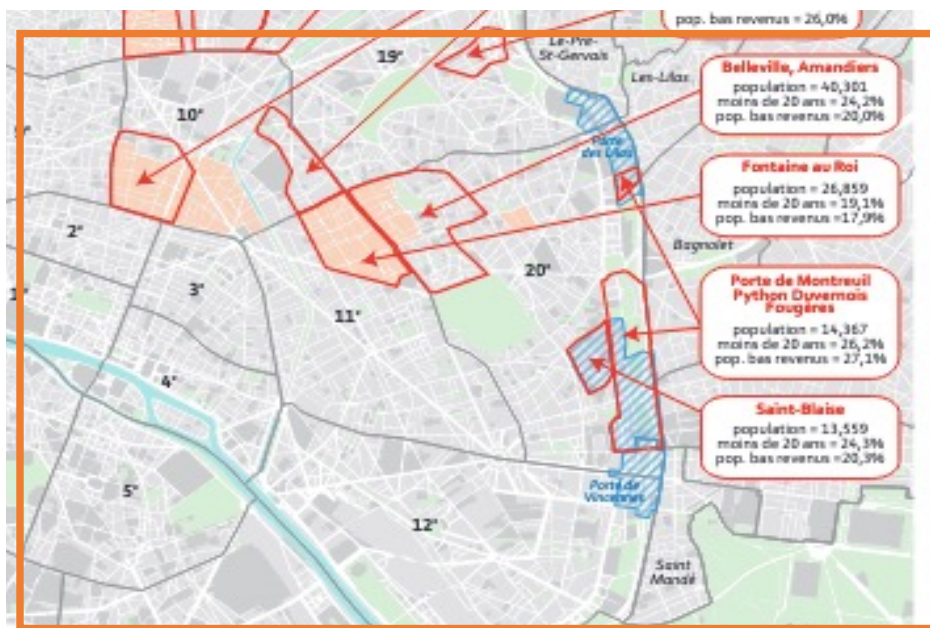 pop. bas revenus = 26,0%
19ᵉ
Le-Pré-
St-Gervais
Les-Lilas
Belleville, Amandiers
population = 40,301
moins de 20 ans = 24,2%
pop. bas revenus =20,0%
10ᵉ
9ᵉ
Porte
des Lilas
Fontaine au Roi
population = 26,859
moins de 20 ans = 19,1%
pop. bas revenus =17,9%
2ᵉ
Bagnolet
20ᵉ
3ᵉ
1ᵉ
11ᵉ
Porte de Montreuil
Python Duvernois
Fougères
population = 14,367
moins de 20 ans = 26,2%
pop. bas revenus = 27,1%
4ᵉ
Saint-Blaise
population = 13,559
moins de 20 ans = 24,3%
pop. bas revenus =20,3%
5ᵉ
Porte de
Vincennes
12ᵉ
Saint
Mandé